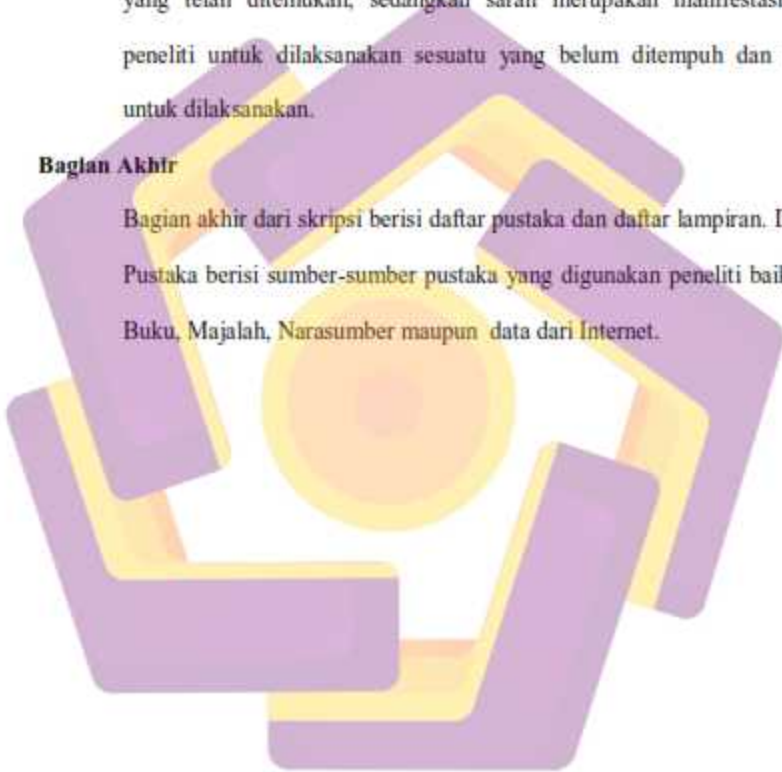 yang telah ditemukan, sedangkan saran merupakan manifestasi
peneliti untuk dilaksanakan sesuatu yang belum ditempuh dan
untuk dilaksanakan.
Bagian Akhir
Bagian akhir dari skripsi berisi daftar pustaka dan daftar lampiran.
Pustaka berisi sumber-sumber pustaka yang digunakan peneliti
Buku, Majalah, Narasumber maupun data dari Internet.